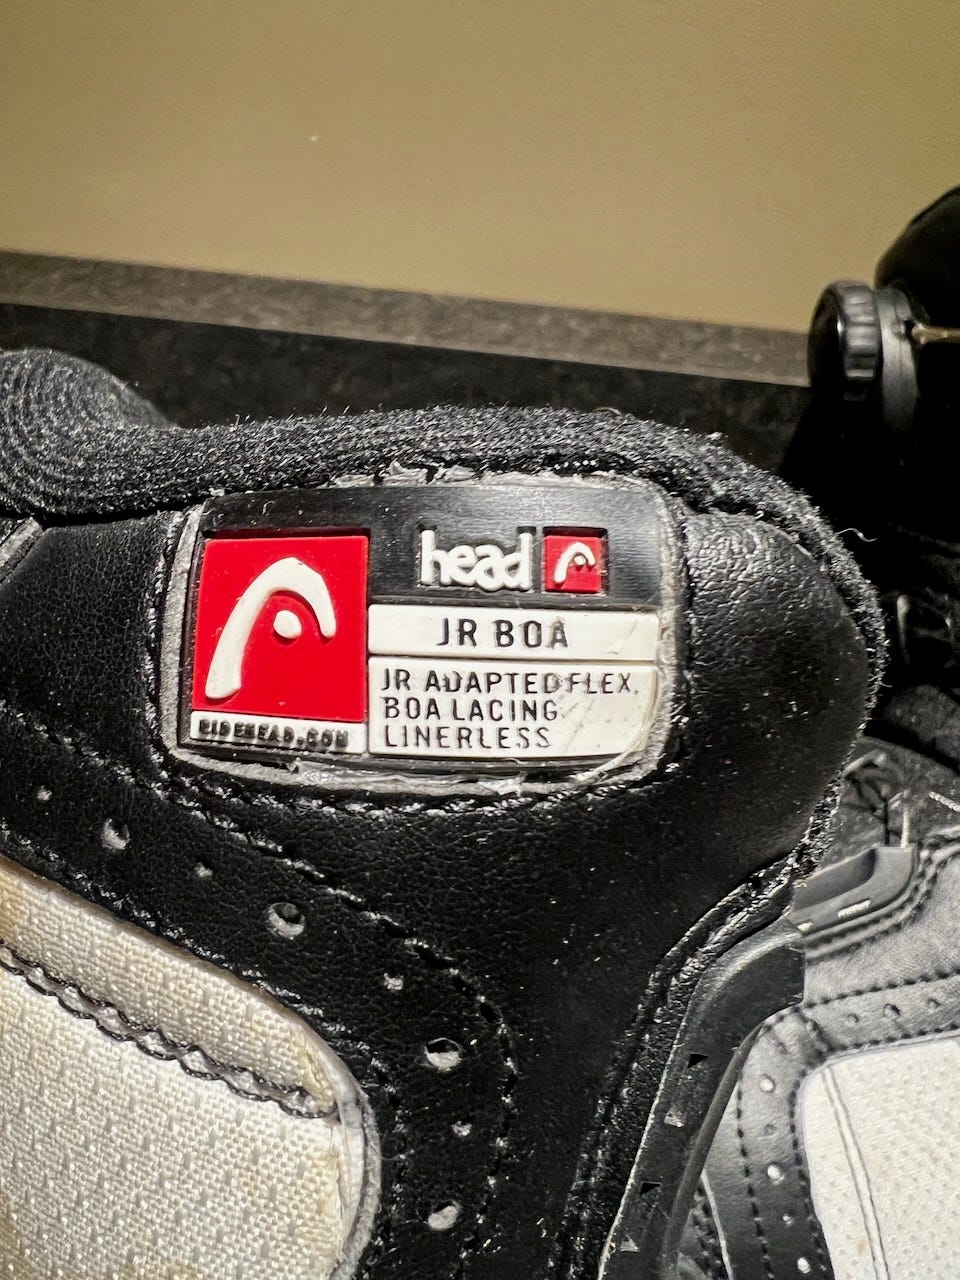 head
JR BOA
JR ADAPTED FLEX.
BOA LACING.
LINERLESS
RIDEHEAD.COM